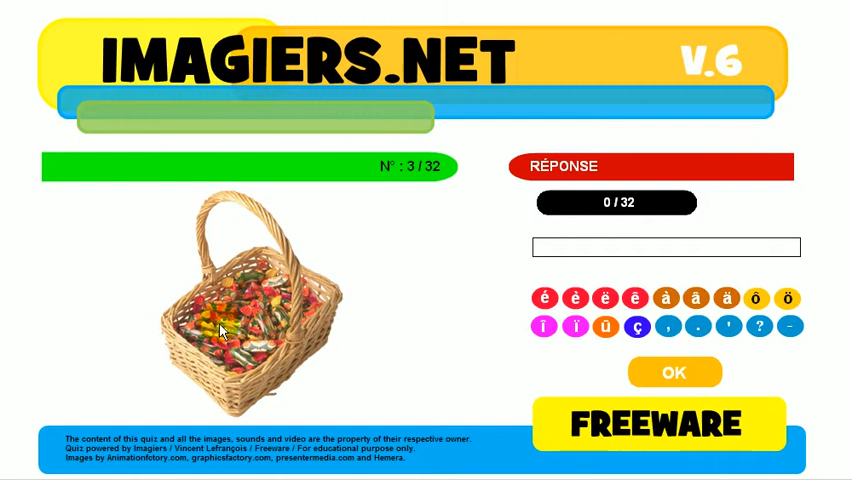 IMAGIERS.NET
V.6
N° : 3 / 32
RÉPONSE
0 / 32
é è ë ê à â ä ô ö
î ï û ç , . ' ? -
OK
FREEWARE
The content of this quiz and all the images, sounds and video are the property of their respective owner.
Quiz powered by Imagiers / Vincent Lefrançois / Freeware / For educational purpose only.
Images by Animationfctory.com, graphicsfactory.com, presentermedia.com and Hemera.